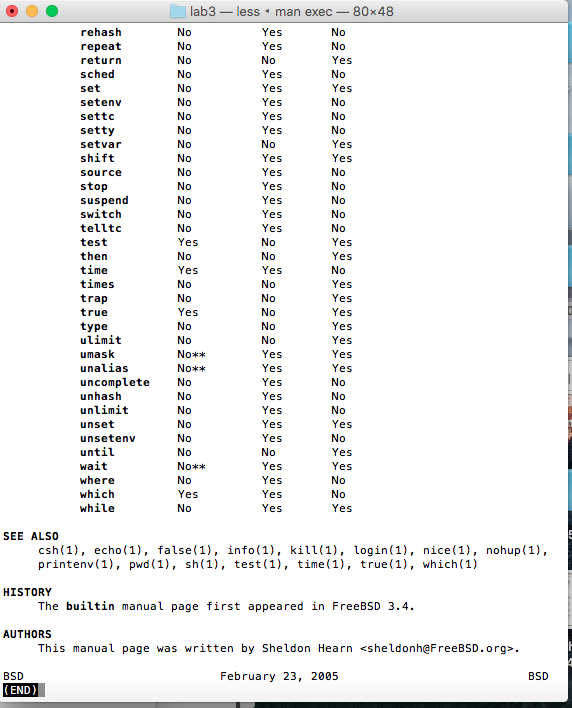 lab3 — less ◂ man exec — 80×48
rehash No Yes No
repeat No Yes No
return No No Yes
sched No Yes No
set No Yes Yes
setenv No Yes No
settc No Yes No
setty No Yes No
setvar No No Yes
shift No Yes Yes
source No Yes No
stop No Yes No
suspend No Yes No
switch No Yes No
telltc No Yes No
test Yes No Yes
then No No Yes
time Yes Yes No
times No No Yes
trap No No Yes
true Yes No Yes
type No No Yes
ulimit No No Yes
umask No** Yes Yes
unalias No** Yes Yes
uncomplete No Yes No
unhash No Yes No
unlimit No Yes No
unset No Yes Yes
unsetenv No Yes No
until No No Yes
wait No** Yes Yes
where No Yes No
which Yes Yes No
while No Yes Yes
SEE ALSO
csh(1), echo(1), false(1), info(1), kill(1), login(1), nice(1), nohup(1),
printenv(1), pwd(1), sh(1), test(1), time(1), true(1), which(1)
HISTORY
The builtin manual page first appeared in FreeBSD 3.4.
AUTHORS
This manual page was written by Sheldon Hearn <sheldonh@FreeBSD.org>.
BSD February 23, 2005 BSD
(END)